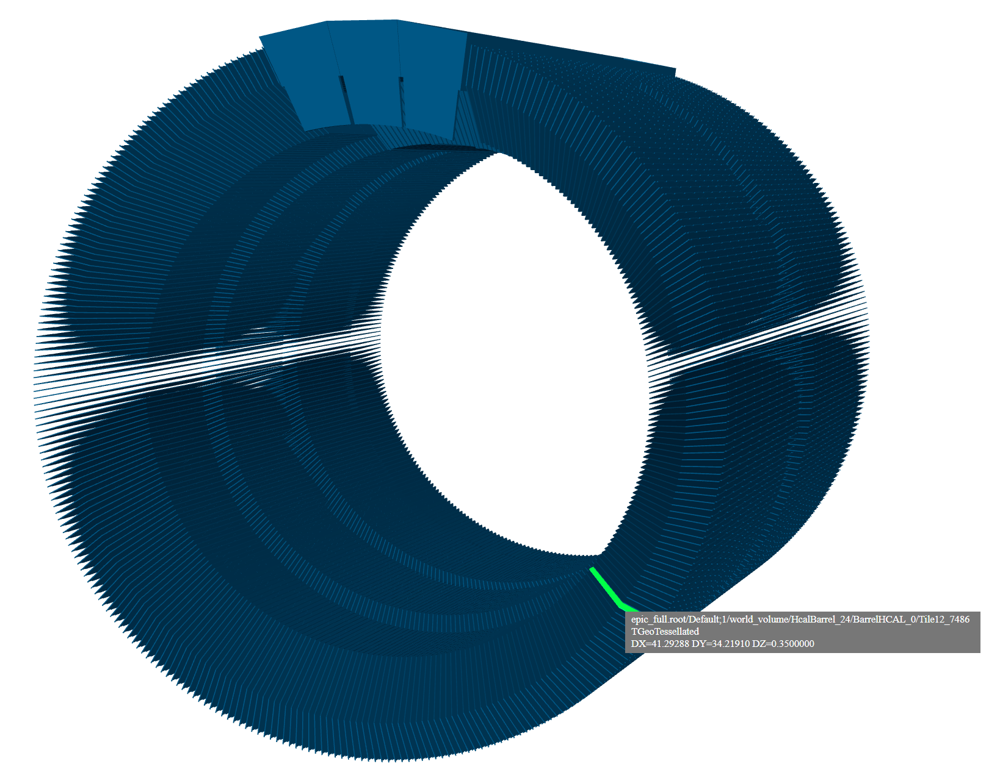 epic_full.root/Default;1/world_volume/HcalBarrel_24/BarrelHCAL_0/Tile12_7486
TGeoTessellated
DX=41.29288 DY=34.21910 DZ=0.3500000